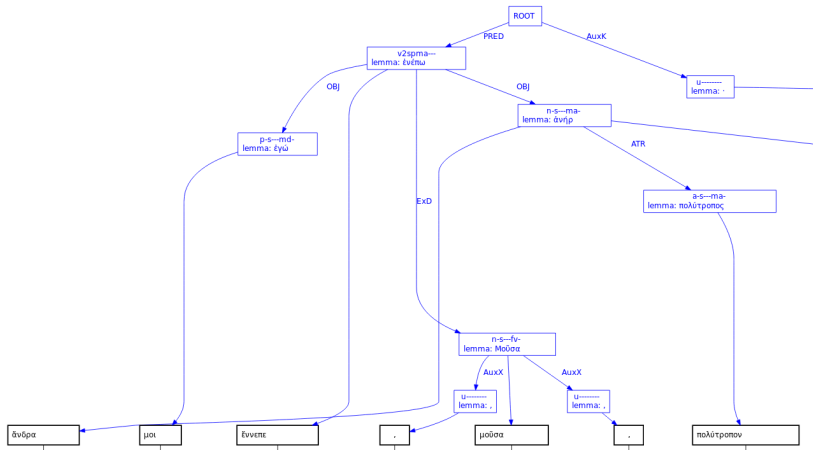 ROOT
PRED
AuxK
v2spma---
lemma: ἐνέπω
u--------
lemma: ·
OBJ
OBJ
n-s---ma-
lemma: ἀνήρ
p-s---md-
lemma: ἐγώ
ATR
a-s---ma-
lemma: πολύτροπος
ExD
n-s---fv-
lemma: Μοῦσα
AuxX
AuxX
u--------
lemma: ,
u--------
lemma: ,
ἄνδρα
μοι
ἔννεπε
,
μοῦσα
,
πολύτροπον